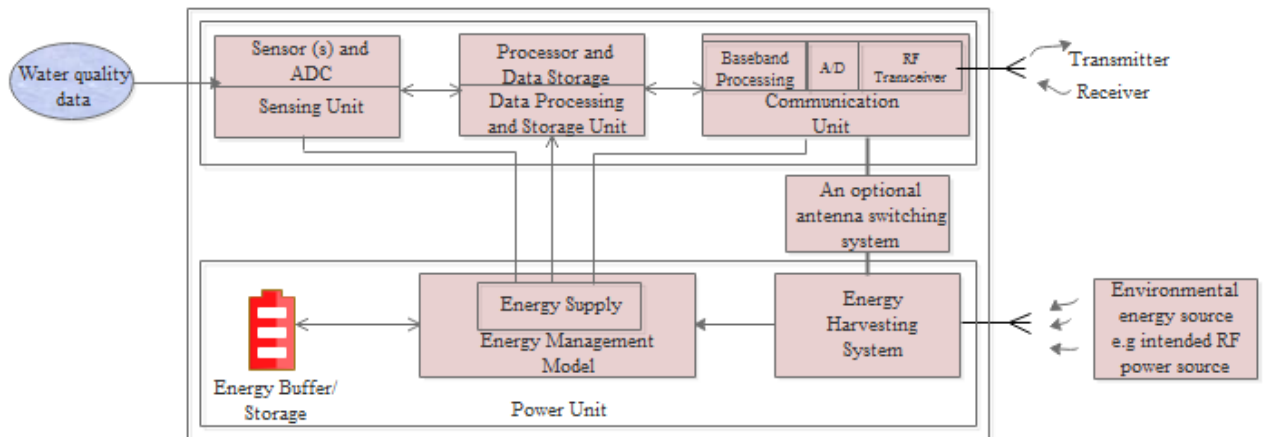 Water quality
data
Sensor (s) and
ADC
Sensing Unit
Processor and
Data Storage
Data Processing
and Storage Unit
Baseband
Processing
A/D
RF
Transceiver
Communication
Unit
Transmitter
Receiver
An optional
antenna switching
system
Energy Supply
Energy Management
Model
Energy
Harvesting
System
Environmental
energy source
e.g intended RF
power source
Energy Buffer/
Storage
Power Unit